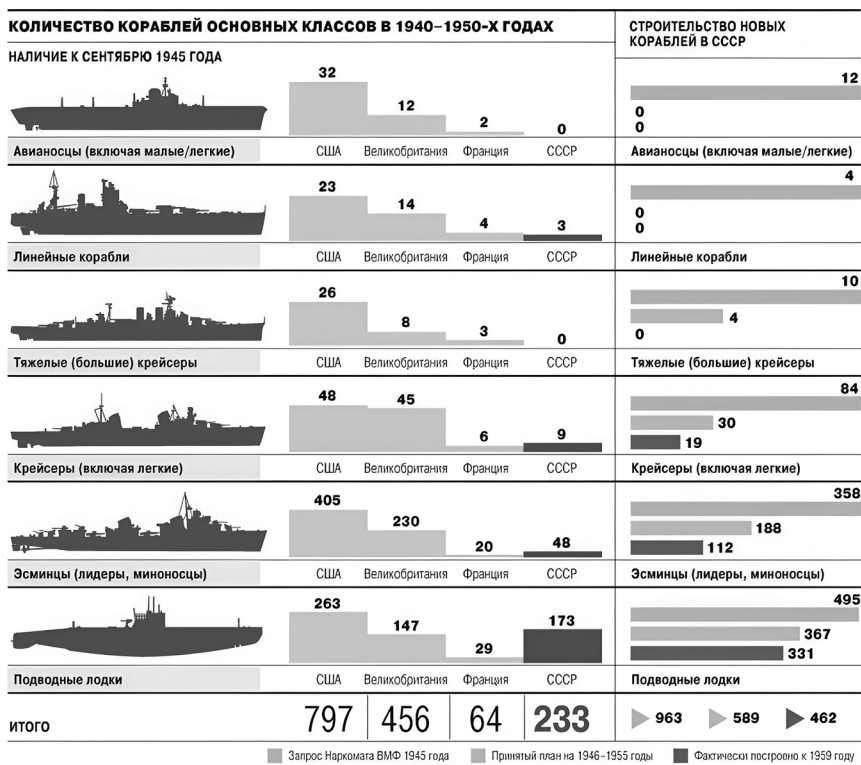 КОЛИЧЕСТВО КОРАБЛЕЙ ОСНОВНЫХ КЛАССОВ В 1940–1950-Х ГОДАХ
СТРОИТЕЛЬСТВО НОВЫХ
КОРАБЛЕЙ В СССР
НАЛИЧИЕ К СЕНТЯБРЮ 1945 ГОДА
32
12
2
0
12
0
0
Авианосцы (включая малые/легкие)
США Великобритания Франция СССР
Авианосцы (включая малые/легкие)
23
14
4
3
4
0
0
Линейные корабли
США Великобритания Франция СССР
Линейные корабли
26
8
3
0
10
4
0
Тяжелые (большие) крейсеры
США Великобритания Франция СССР
Тяжелые (большие) крейсеры
48
45
6
9
84
30
19
Крейсеры (включая легкие)
США Великобритания Франция СССР
Крейсеры (включая легкие)
405
230
20
48
358
188
112
Эсминцы (лидеры, миноносцы)
США Великобритания Франция СССР
Эсминцы (лидеры, миноносцы)
263
147
29
173
495
367
331
Подводные лодки
США Великобритания Франция СССР
Подводные лодки
ИТОГО
797 456 64 233
963 589 462
Запрос Наркомата ВМФ 1945 года
Принятый план на 1946–1955 годы
Фактически построено к 1959 году